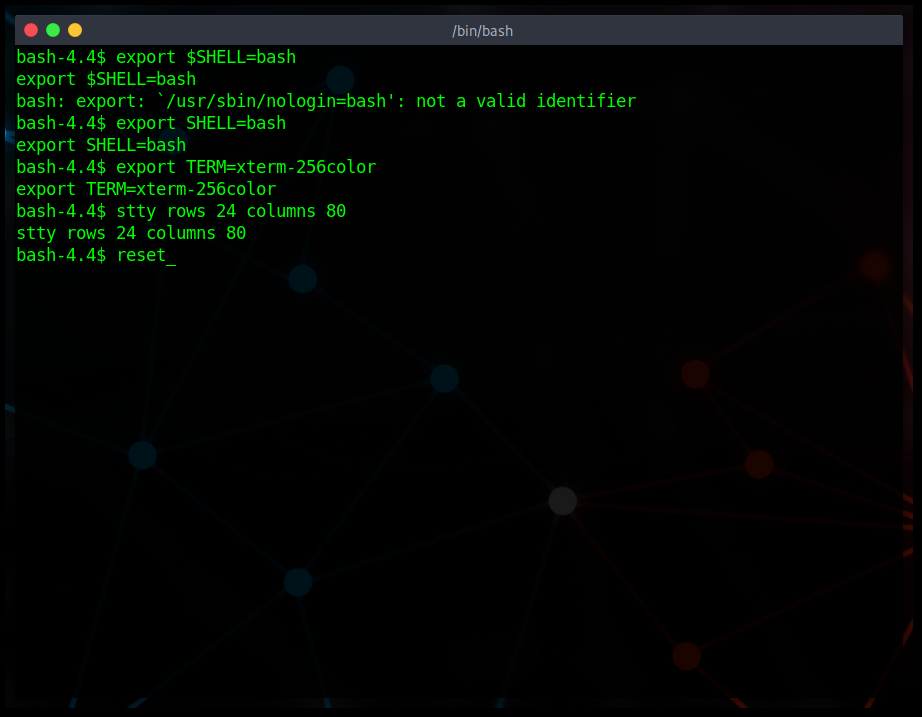 /bin/bash
bash-4.4$ export $SHELL=bash
export $SHELL=bash
bash: export: `/usr/sbin/nologin=bash': not a valid identifier
bash-4.4$ export SHELL=bash
export SHELL=bash
bash-4.4$ export TERM=xterm-256color
export TERM=xterm-256color
bash-4.4$ stty rows 24 columns 80
stty rows 24 columns 80
bash-4.4$ reset_